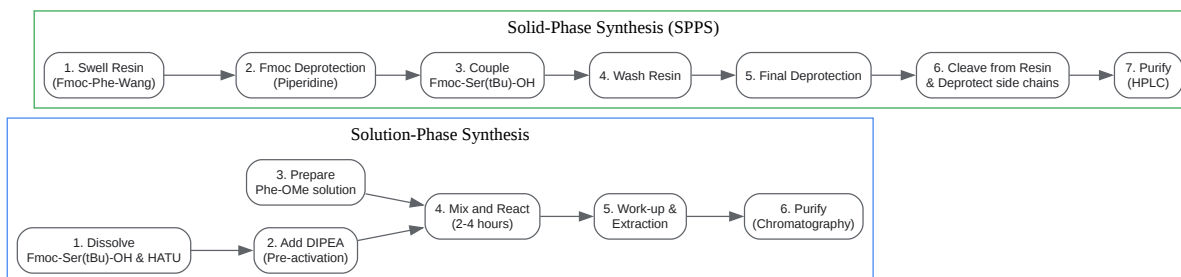 Solid-Phase Synthesis (SPPS)
1. Swell Resin
(Fmoc-Phe-Wang)
2. Fmoc Deprotection
(Piperidine)
3. Couple
Fmoc-Ser(tBu)-OH
4. Wash Resin
5. Final Deprotection
6. Cleave from Resin
& Deprotect side chains
7. Purify
(HPLC)
Solution-Phase Synthesis
3. Prepare
Phe-OMe solution
1. Dissolve
Fmoc-Ser(tBu)-OH & HATU
2. Add DIPEA
(Pre-activation)
4. Mix and React
(2-4 hours)
5. Work-up &
Extraction
6. Purify
(Chromatography)